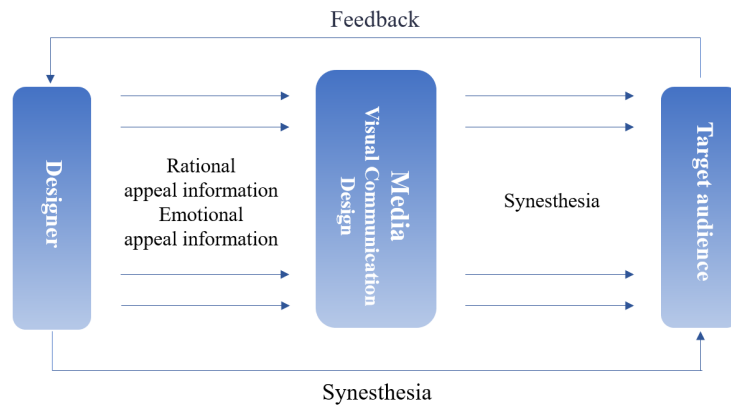 Feedback
Designer
Rational
appeal information
Emotional
appeal information
Media
Visual Communication
Design
Synesthesia
Target audience
Synesthesia